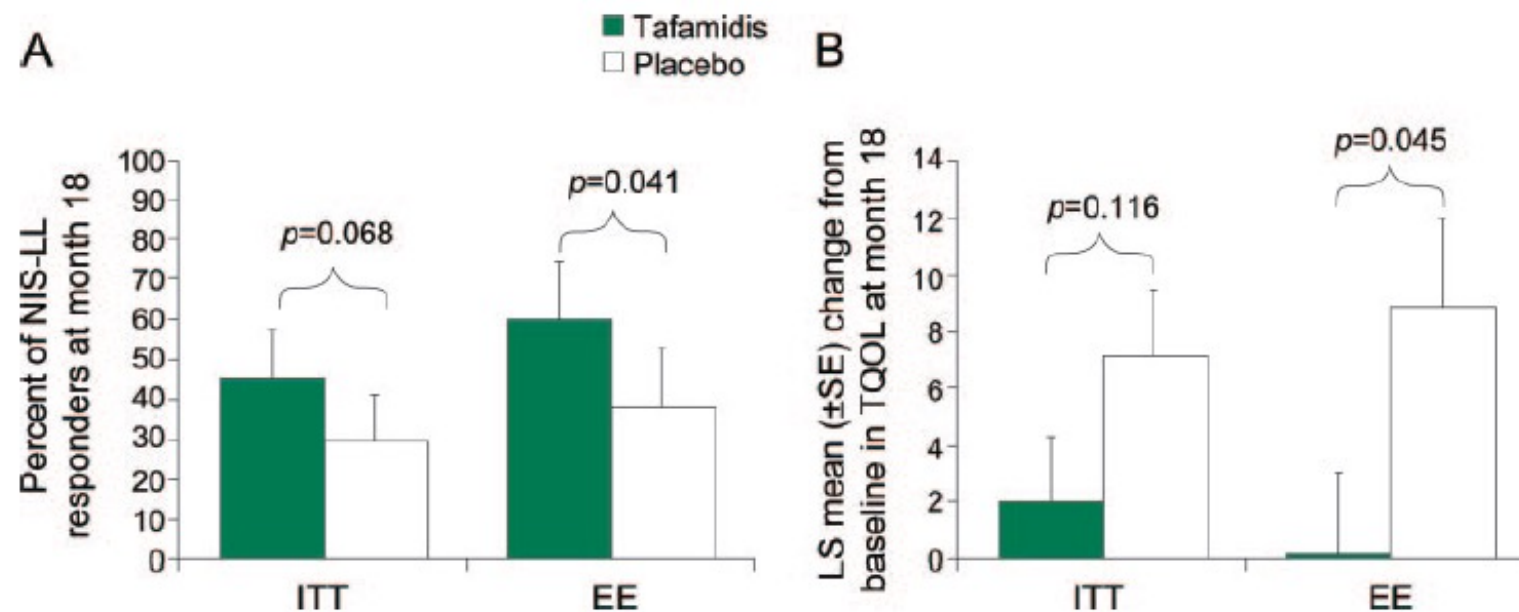 A
Tafamidis
Placebo
B
Percent of NIS-LL
responders at month 18
100
90
80
70
60
50
40
30
20
10
0
p=0.068
p=0.041
ITT
EE
LS mean (±SE) change from
baseline in TQOL at month 18
14
12
10
8
6
4
2
0
p=0.116
p=0.045
ITT
EE